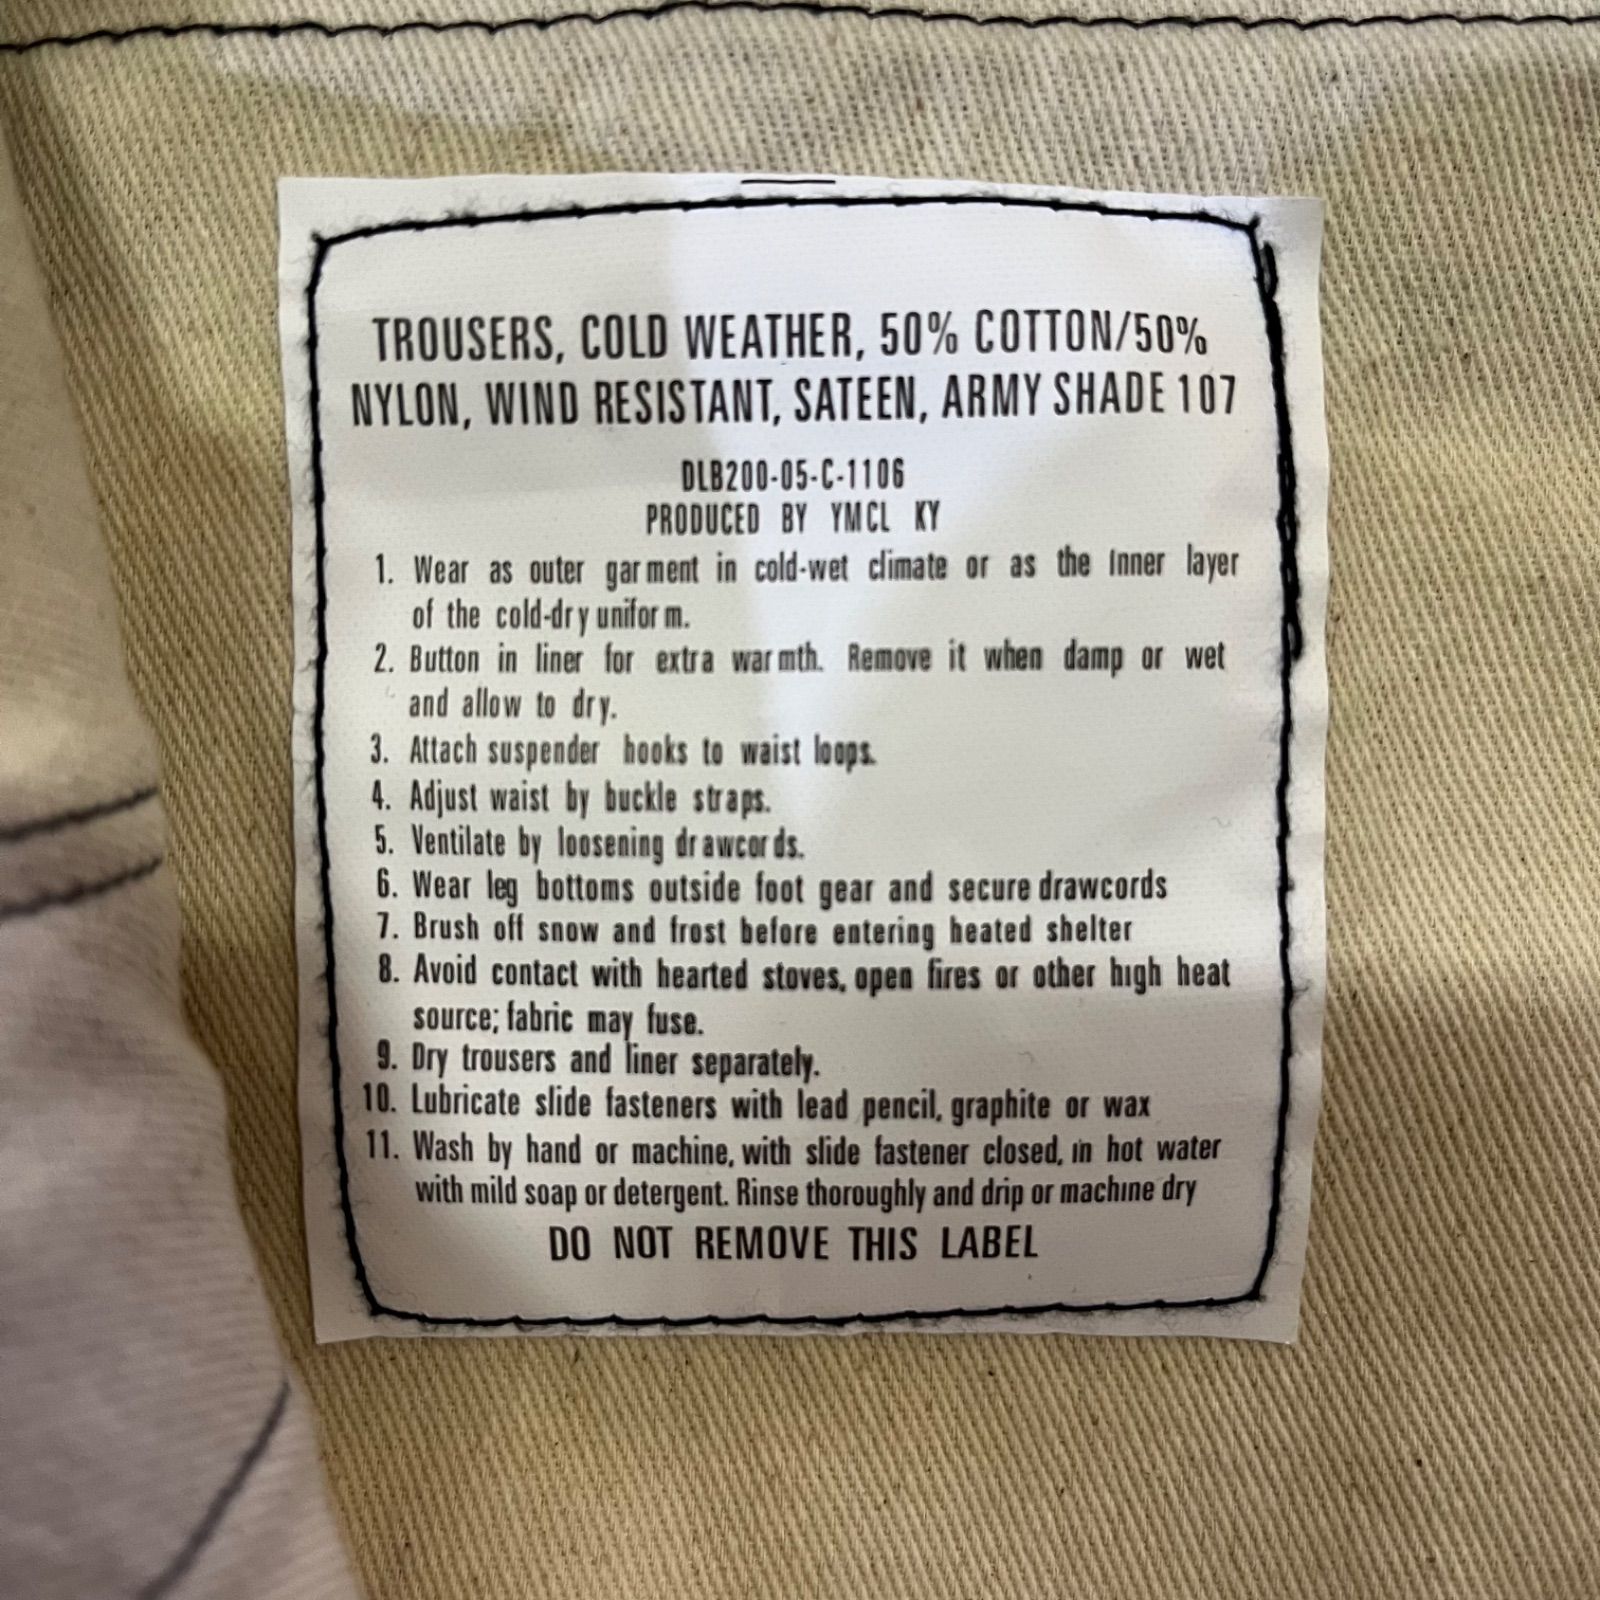 TROUSERS, COLD WEATHER, 50% COTTON/50%
NYLON, WIND RESISTANT, SATEEN, ARMY SHADE 107
DLB200-05-C-1106
PRODUCED BY YMCL KY
1. Wear as outer garment in cold-wet climate or as the Inner layer
of the cold-dry uniform.
2. Button in liner for extra warmth. Remove it when damp or wet
and allow to dry.
3. Attach suspender hooks to waist loops.
4. Adjust waist by buckle straps.
5. Ventilate by loosening drawcords.
6. Wear leg bottoms outside foot gear and secure drawcords
7. Brush off snow and frost before entering heated shelter
8. Avoid contact with hearted stoves, open fires or other high heat
source; fabric may fuse.
9. Dry trousers and liner separately.
10. Lubricate slide fasteners with lead pencil, graphite or wax
11. Wash by hand or machine, with slide fastener closed, in hot water
with mild soap or detergent. Rinse thoroughly and drip or machine dry
DO NOT REMOVE THIS LABEL